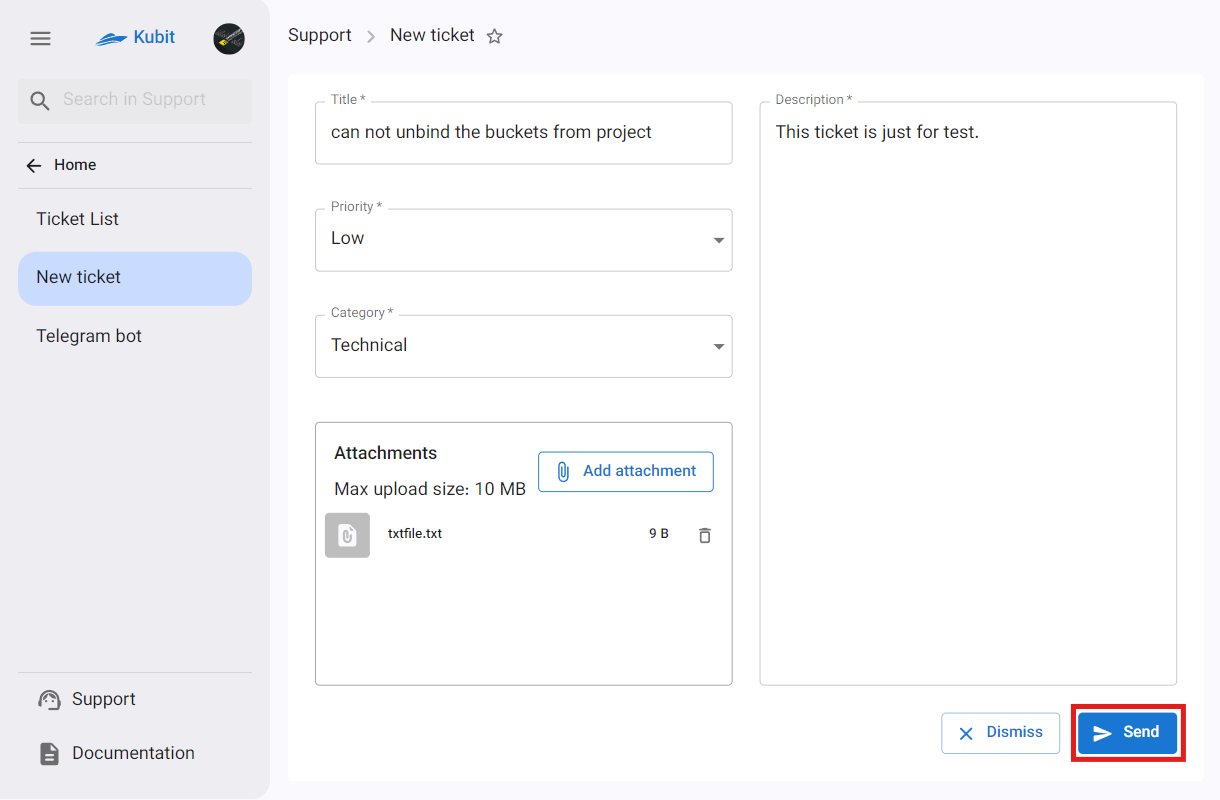 Kubit
Search in Support
Home
Ticket List
New ticket
Telegram bot
Support
Documentation
Support
New ticket
Title *
can not unbind the buckets from project
Priority *
Low
Category *
Technical
Attachments
Max upload size: 10 MB
Add attachment
txtfile.txt
9 B
Description *
This ticket is just for test.
Dismiss
Send